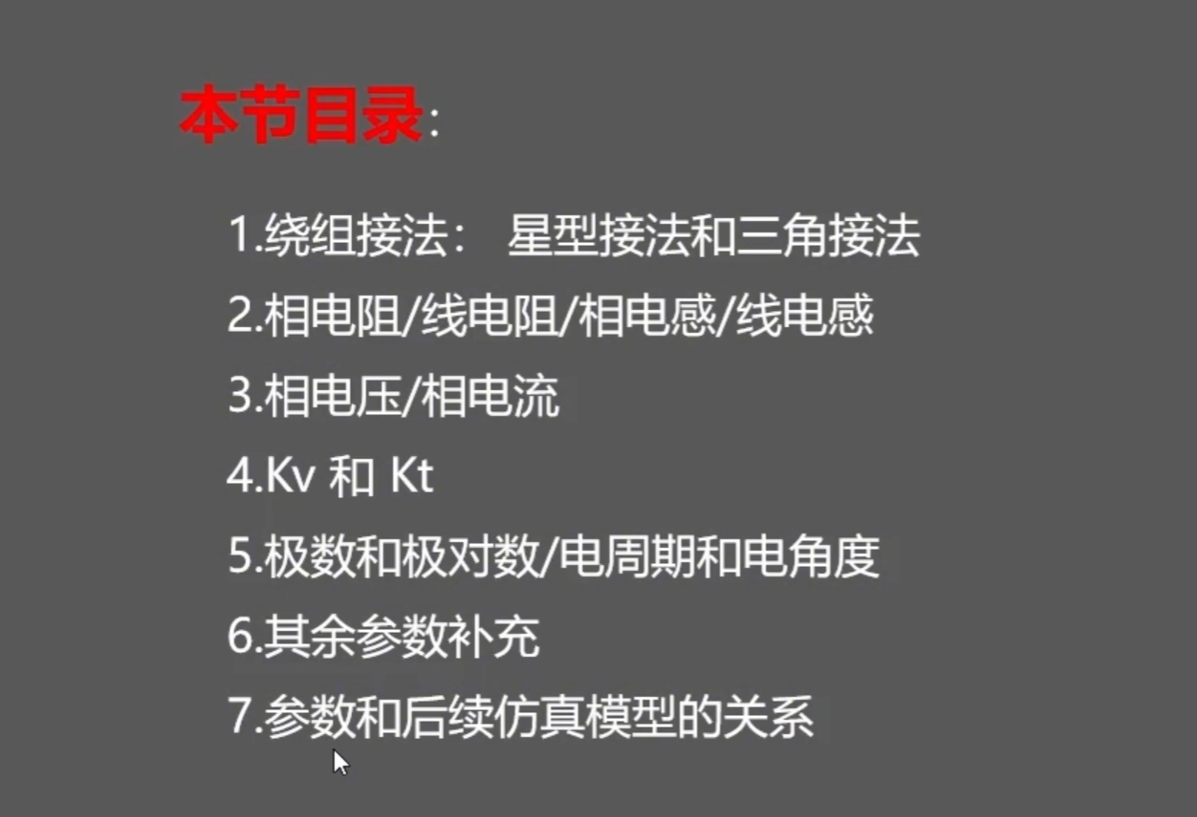 本节目录:
1.绕组接法： 星型接法和三角接法
2.相电阻/线电阻/相电感/线电感
3.相电压/相电流
4.Kv 和 Kt
5.极数和极对数/电周期和电角度
6.其余参数补充
7.参数和后续仿真模型的关系